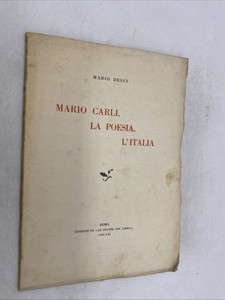 MARIO DESSY
MARIO CARLI,
LA POESIA,
L'ITALIA
ROMA